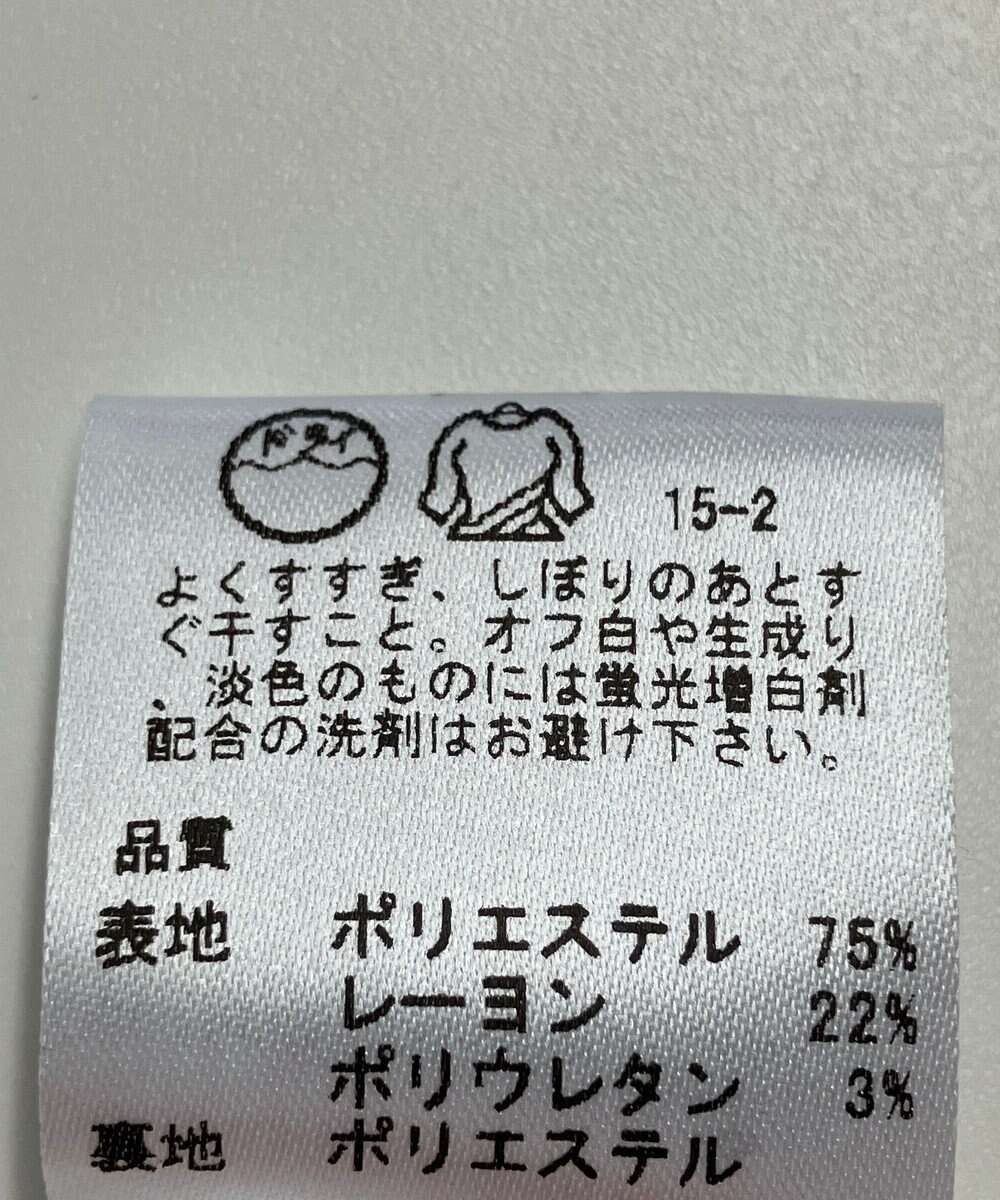 ドライ
15-2
よくすすぎ、しぼりのあとす
ぐ干すこと。オフ白や生成り
、淡色のものには蛍光増白剤
配合の洗剤はお避け下さい。
品質
表地 ポリエステル 75%
レーヨン 22%
ポリウレタン 3%
裏地 ポリエステル